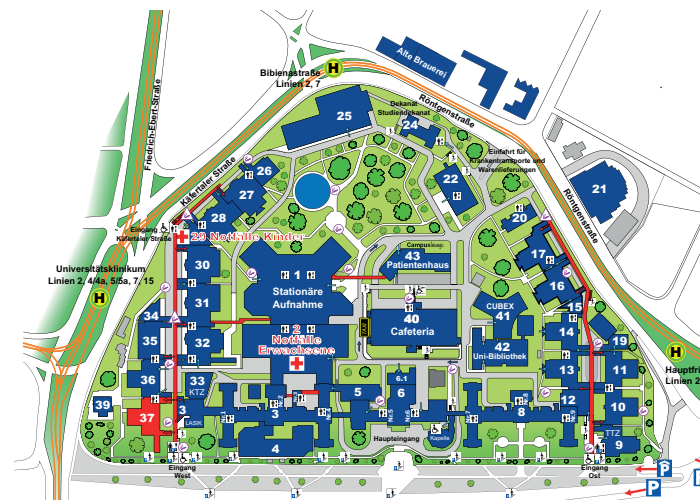 Alte Brauerei
H
Bibienastraße
Linien 2, 7
Röntgenstraße
Dekanat
Studiendekanat
25
24
Einfahrt für
Krankentransporte und
Warenlieferungen
Friedrich-Ebert-Straße
Käfertaler Straße
26
27
22
21
Röntgenstraße
28
20
Eingang
Käfertaler Straße
29 Notfälle Kinder
17
Campus
43
Patientenhaus
Universitätsklinikum
Linien 2, 4/4a, 5/5a, 7, 15
H
30
1
Stationäre
Aufnahme
16
31
CUBEX
41
15
34
40
Cafeteria
TAXI
2
Notfälle
Erwachsene
14
35
32
42
Uni-Bibliothek
19
H
Hauptfri
Linien 2
36
33
KTZ
6.1
13
11
5
6
12
39
37
3
LASIK
3
8
10
TTZ
9
4
Haupteingang
Kapelle
Eingang
West
Eingang
Ost
P
P